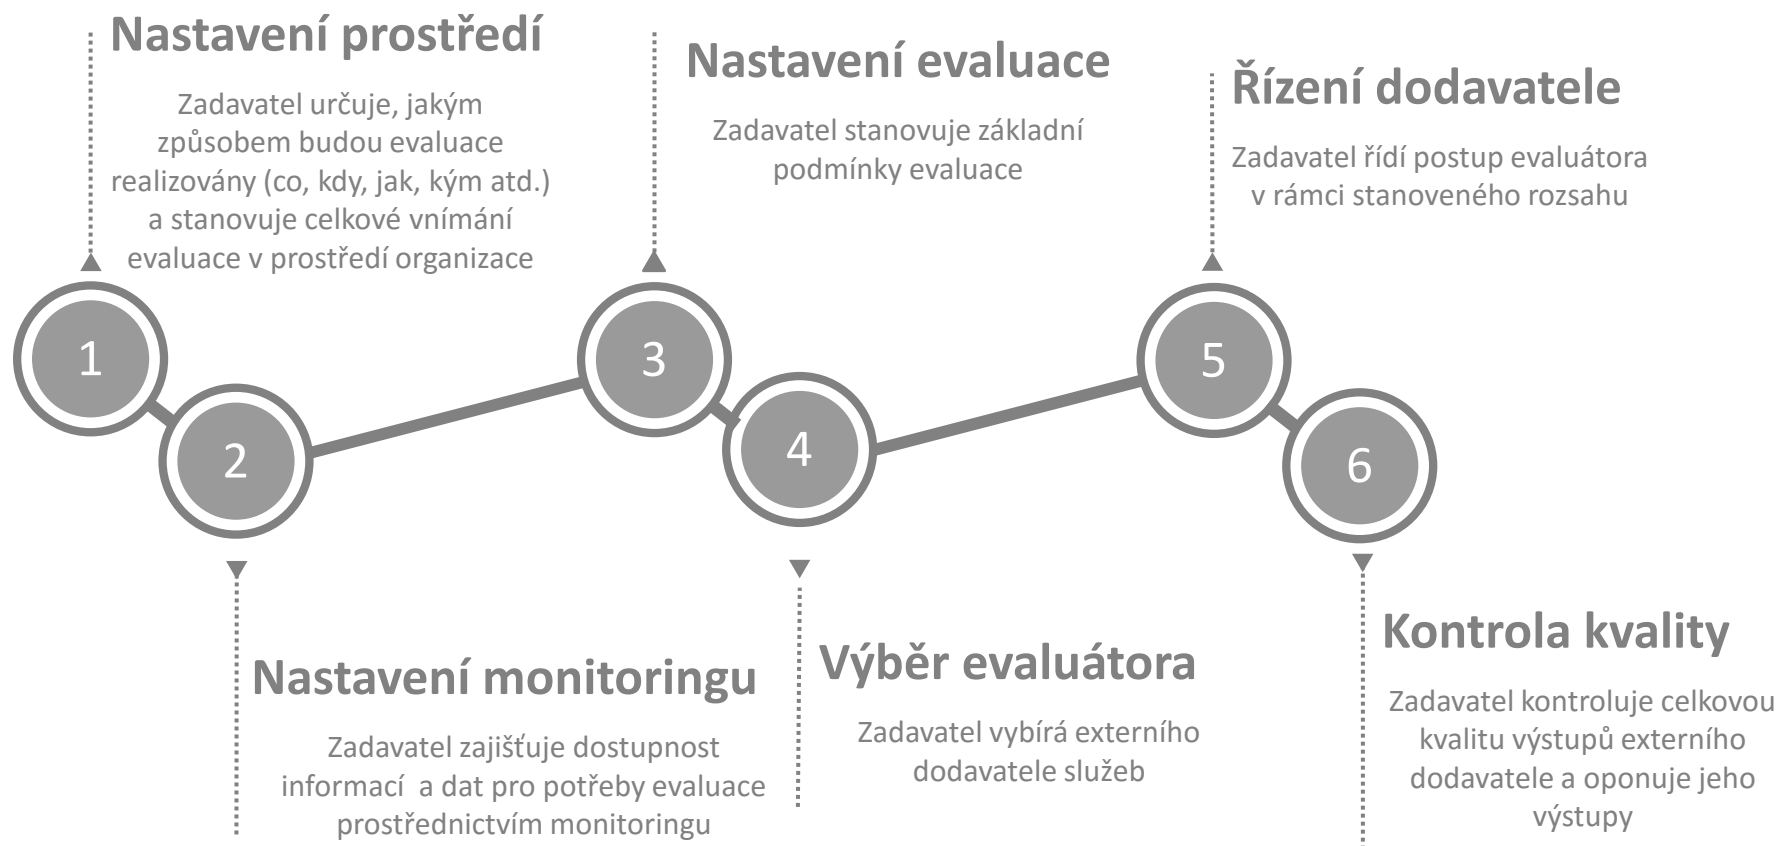 Nastavení prostředí
Zadavatel určuje, jakým
způsobem budou evaluace
realizovány (co, kdy, jak, kým atd.)
a stanovuje celkové vnímání
evaluace v prostředí organizace
Nastavení evaluace
Zadavatel stanovuje základní
podmínky evaluace
Řízení dodavatele
Zadavatel řídí postup evaluátora
v rámci stanoveného rozsahu
1
2
3
4
5
6
Nastavení monitoringu
Zadavatel zajišťuje dostupnost
informací  a dat pro potřeby evaluace
prostřednictvím monitoringu
Výběr evaluátora
Zadavatel vybírá externího
dodavatele služeb
Kontrola kvality
Zadavatel kontroluje celkovou
kvalitu výstupů externího
dodavatele a oponuje jeho
výstupy